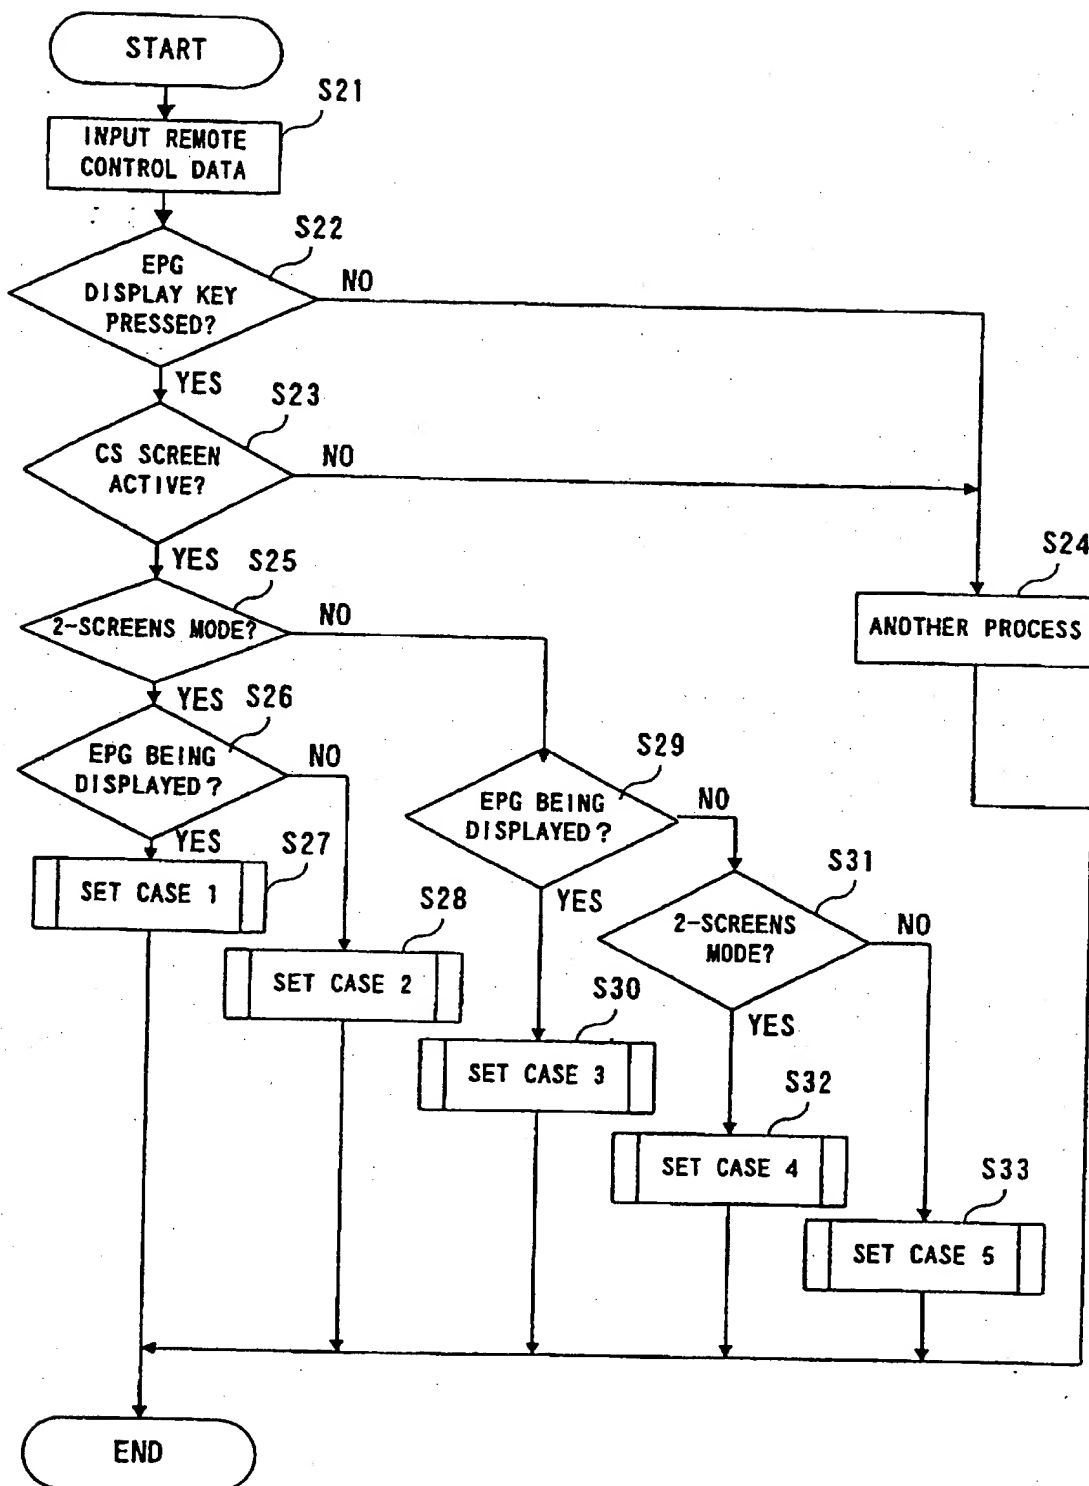 START
S21
INPUT REMOTE
CONTROL DATA
S22
EPG
DISPLAY KEY
PRESSED?
NO
YES
S23
CS SCREEN
ACTIVE?
NO
YES
S24
ANOTHER PROCESS
S25
2-SCREENS MODE?
NO
YES
S26
EPG BEING
DISPLAYED?
NO
YES
S27
SET CASE 1
S28
SET CASE 2
S29
EPG BEING
DISPLAYED?
NO
YES
S30
SET CASE 3
S31
2-SCREENS
MODE?
NO
YES
S32
SET CASE 4
S33
SET CASE 5
END